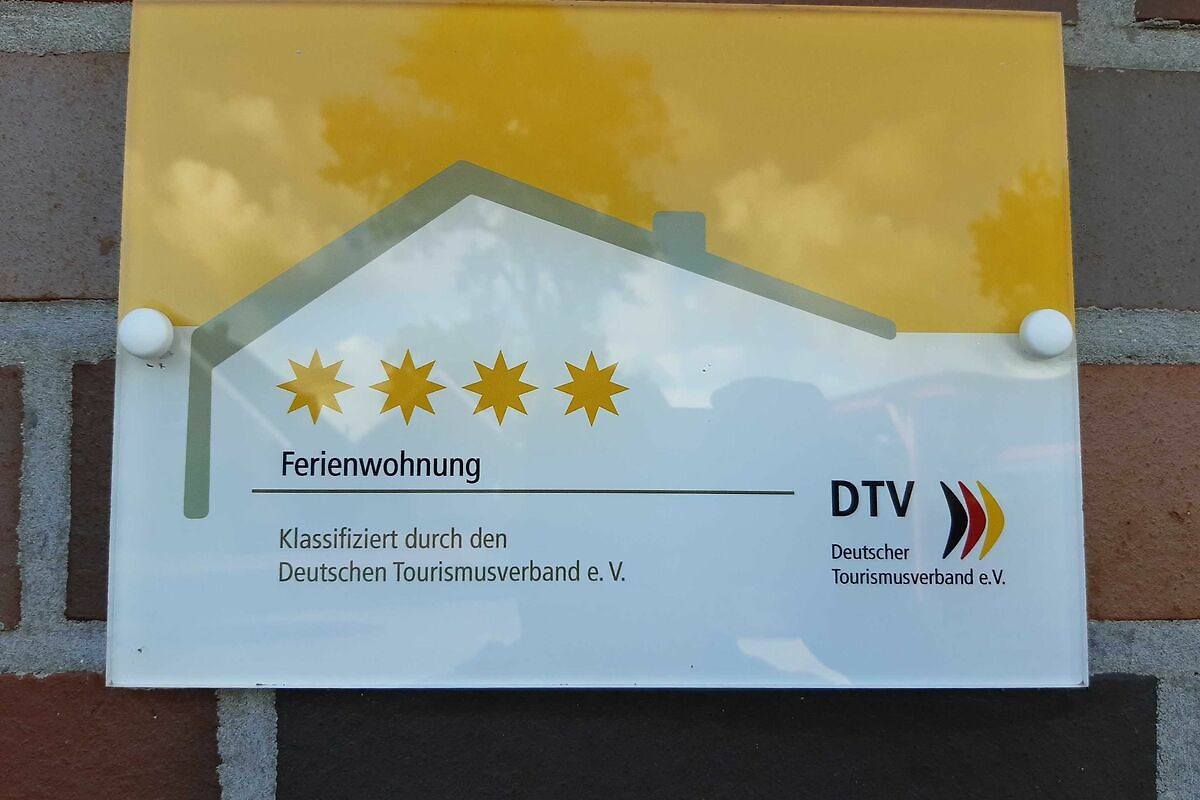 Ferienwohnung
Klassifiziert durch den
Deutschen Tourismusverband e. V.
DTV
Deutscher
Tourismusverband e.V.